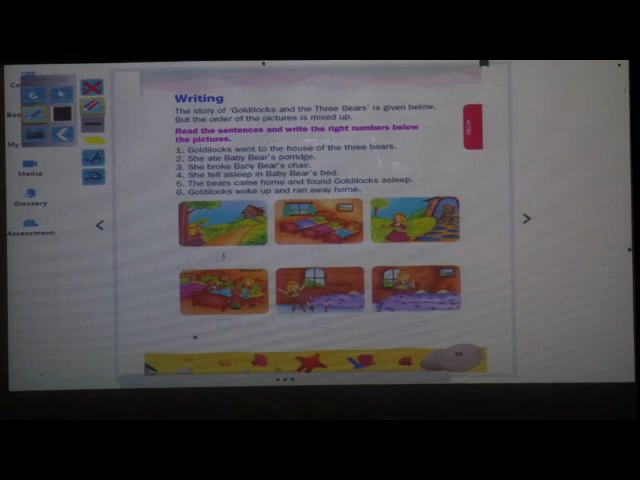 Writing
The story of 'Goldilocks and the Three Bears' is given below.
But the order of the pictures is mixed up.
Read the sentences and write the right numbers below
the pictures.
1. Goldilocks went to the house of the three bears.
2. She ate Baby Bear's porridge.
3. She broke Baby Bear's chair.
4. She fell asleep in Baby Bear's bed.
5. The bears came home and found Goldilocks asleep.
6. Goldilocks woke up and ran away home.
1
My
Media
Glossary
Assessment